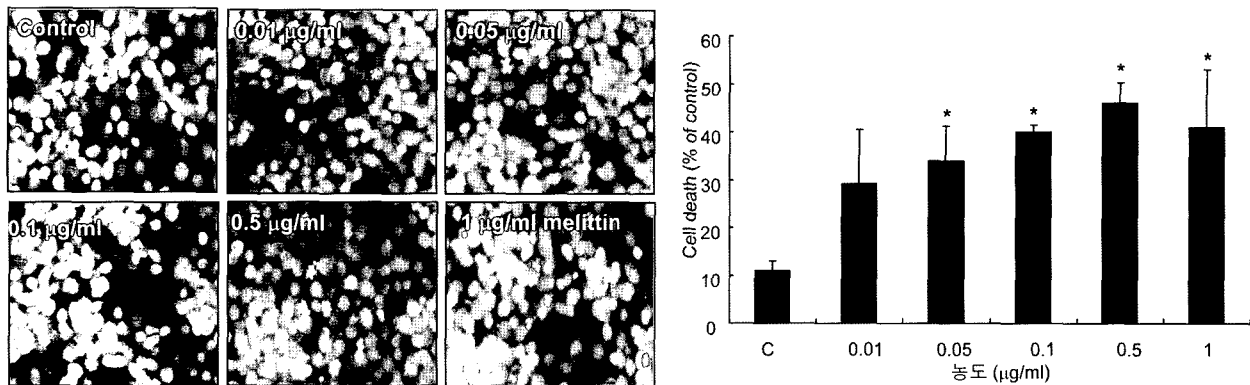 Control
0.01 μg/ml
0.05 μg/ml
0.1 μg/ml
0.5 μg/ml
1 μg/ml melittin
Cell death (% of control)
60
50
40
30
20
10
0
*
*
*
*
C
0.01
0.05
0.1
0.5
1
농도 (μg/ml)